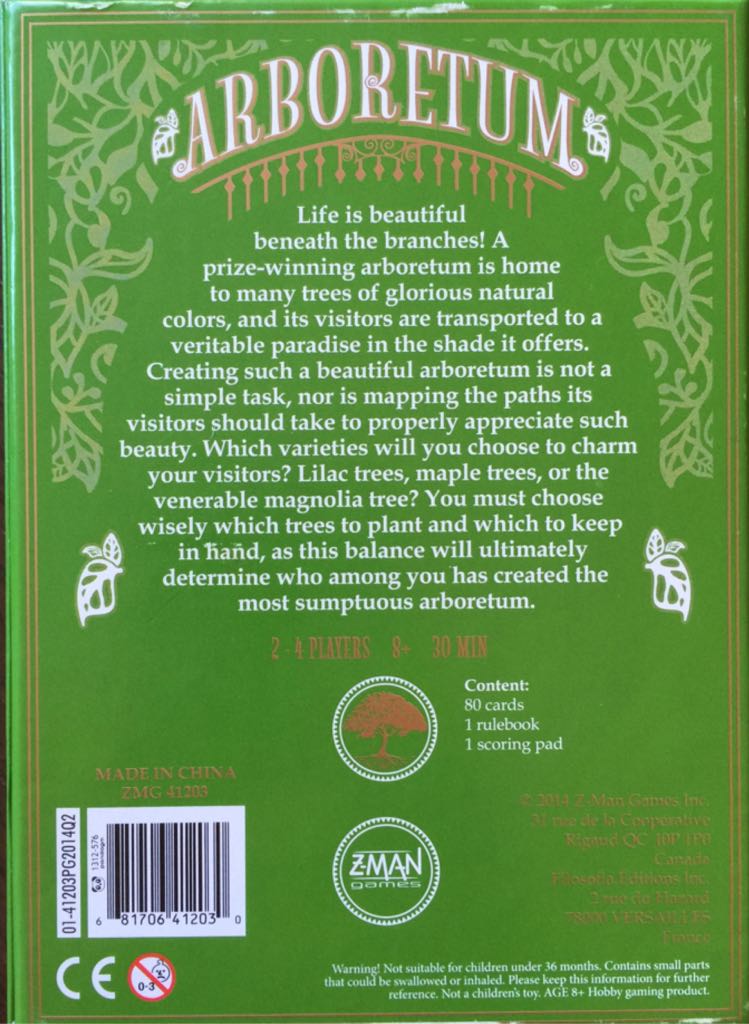 ARBORETUM
Life is beautiful
beneath the branches! A
prize-winning arboretum is home
to many trees of glorious natural
colors, and its visitors are transported to a
veritable paradise in the shade it offers.
Creating such a beautiful arboretum is not a
simple task, nor is mapping the paths its
visitors should take to properly appreciate such
beauty. Which varieties will you choose to charm
your visitors? Lilac trees, maple trees, or the
venerable magnolia tree? You must choose
wisely which trees to plant and which to keep
in hand, as this balance will ultimately
determine who among you has created the
most sumptuous arboretum.
2 - 4 PLAYERS 8+ 30 MIN
Content:
80 cards
1 rulebook
1 scoring pad
MADE IN CHINA
ZMG 41203
01-41203PG2014Q2
1312-576
6 81706 41203 0
Z-MAN
games
© 2014 Z-Man Games Inc.
31 rue de la Coopérative
Rigaud QC J0P 1P0
Canada
Filosofia Éditions Inc.
2 rue du Hazard
78000 VERSAILLES
France
CE
0-3
Warning! Not suitable for children under 36 months. Contains small parts
that could be swallowed or inhaled. Please keep this information for further
reference. Not a children's toy. AGE 8+ Hobby gaming product.